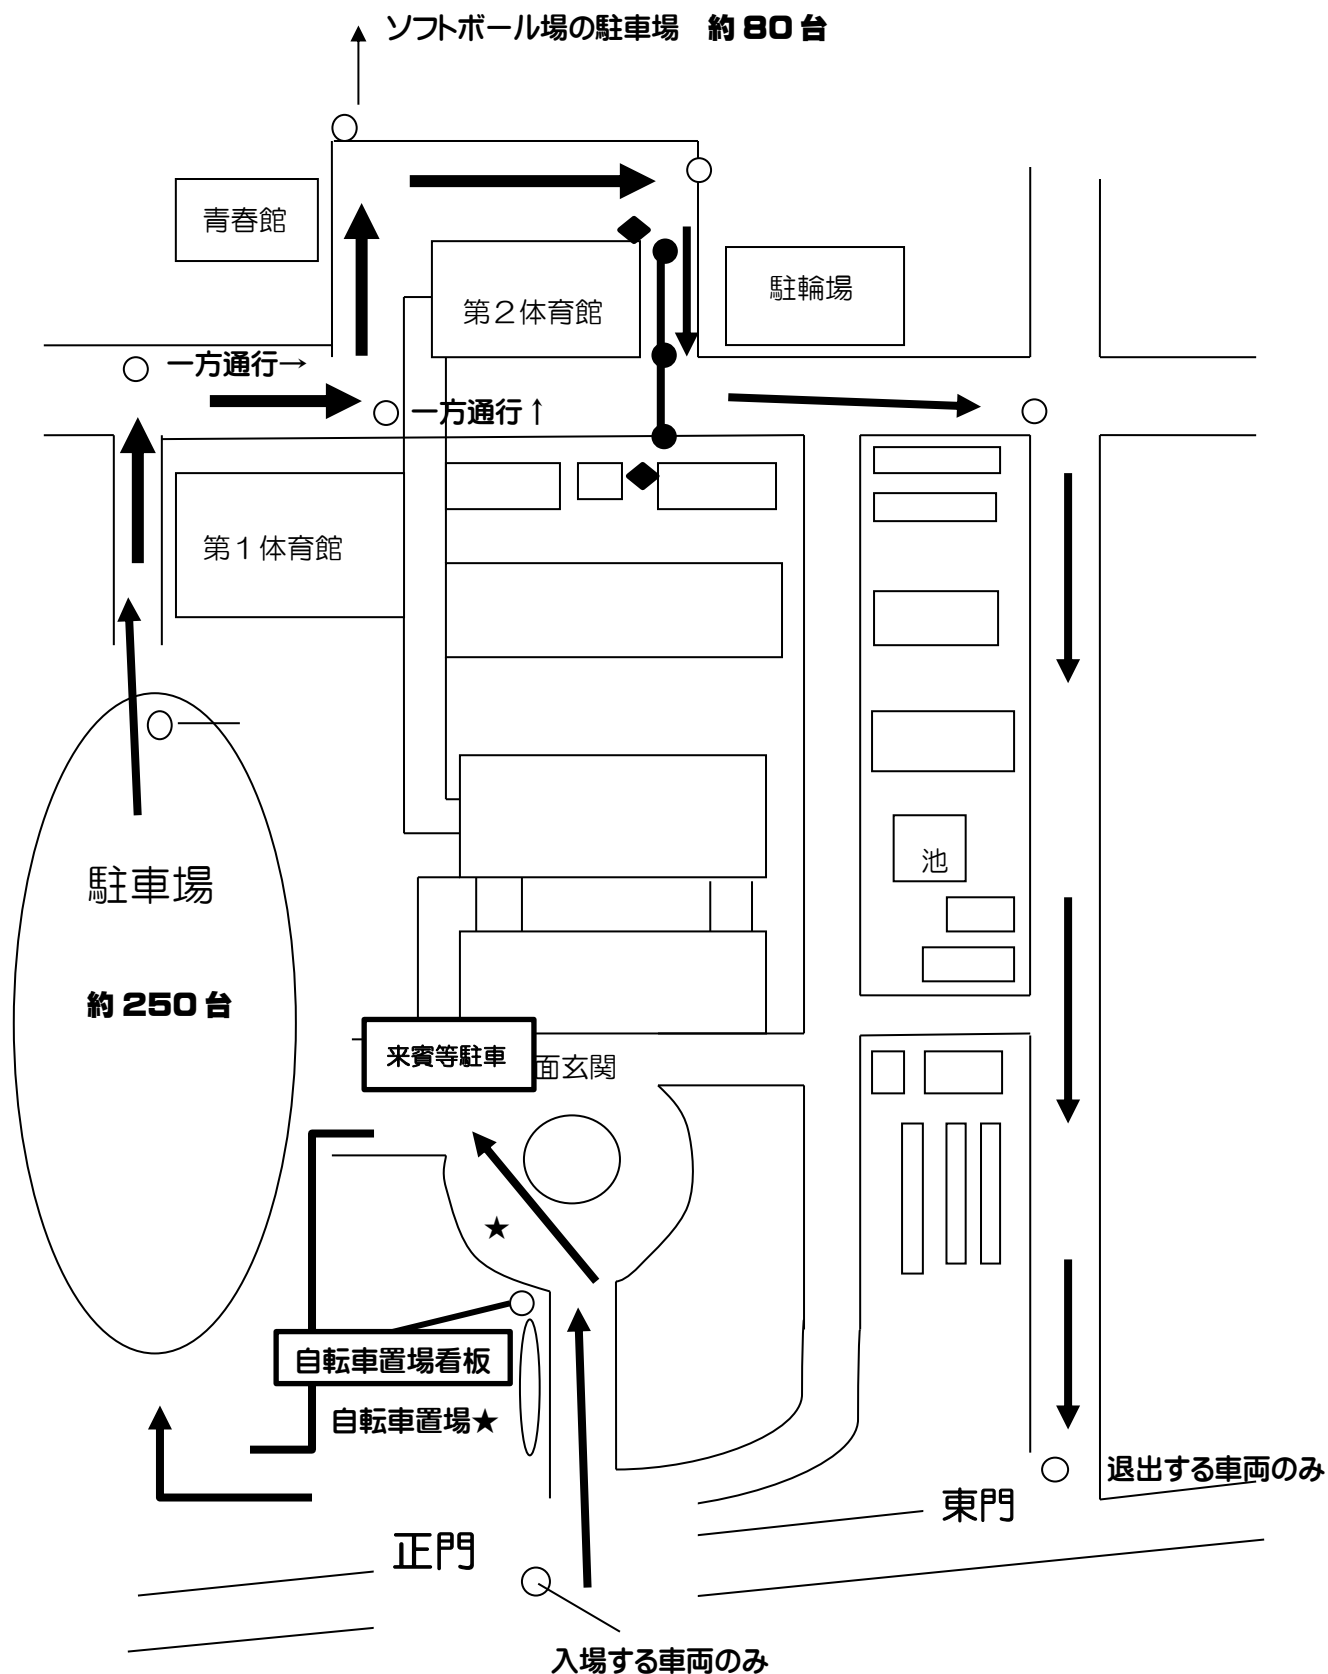 ソフトボール場の駐車場　約80台
青春館
駐輪場
第２体育館
一方通行→
一方通行↑
第１体育館
駐車場
池
約250台
来賓等駐車
面玄関
★
自転車置場看板
自転車置場★
退出する車両のみ
東門
正門
入場する車両のみ